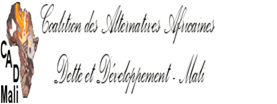 Coalition des Alternatives Africaines
Dette et Développement - Mali
CAD
Mali